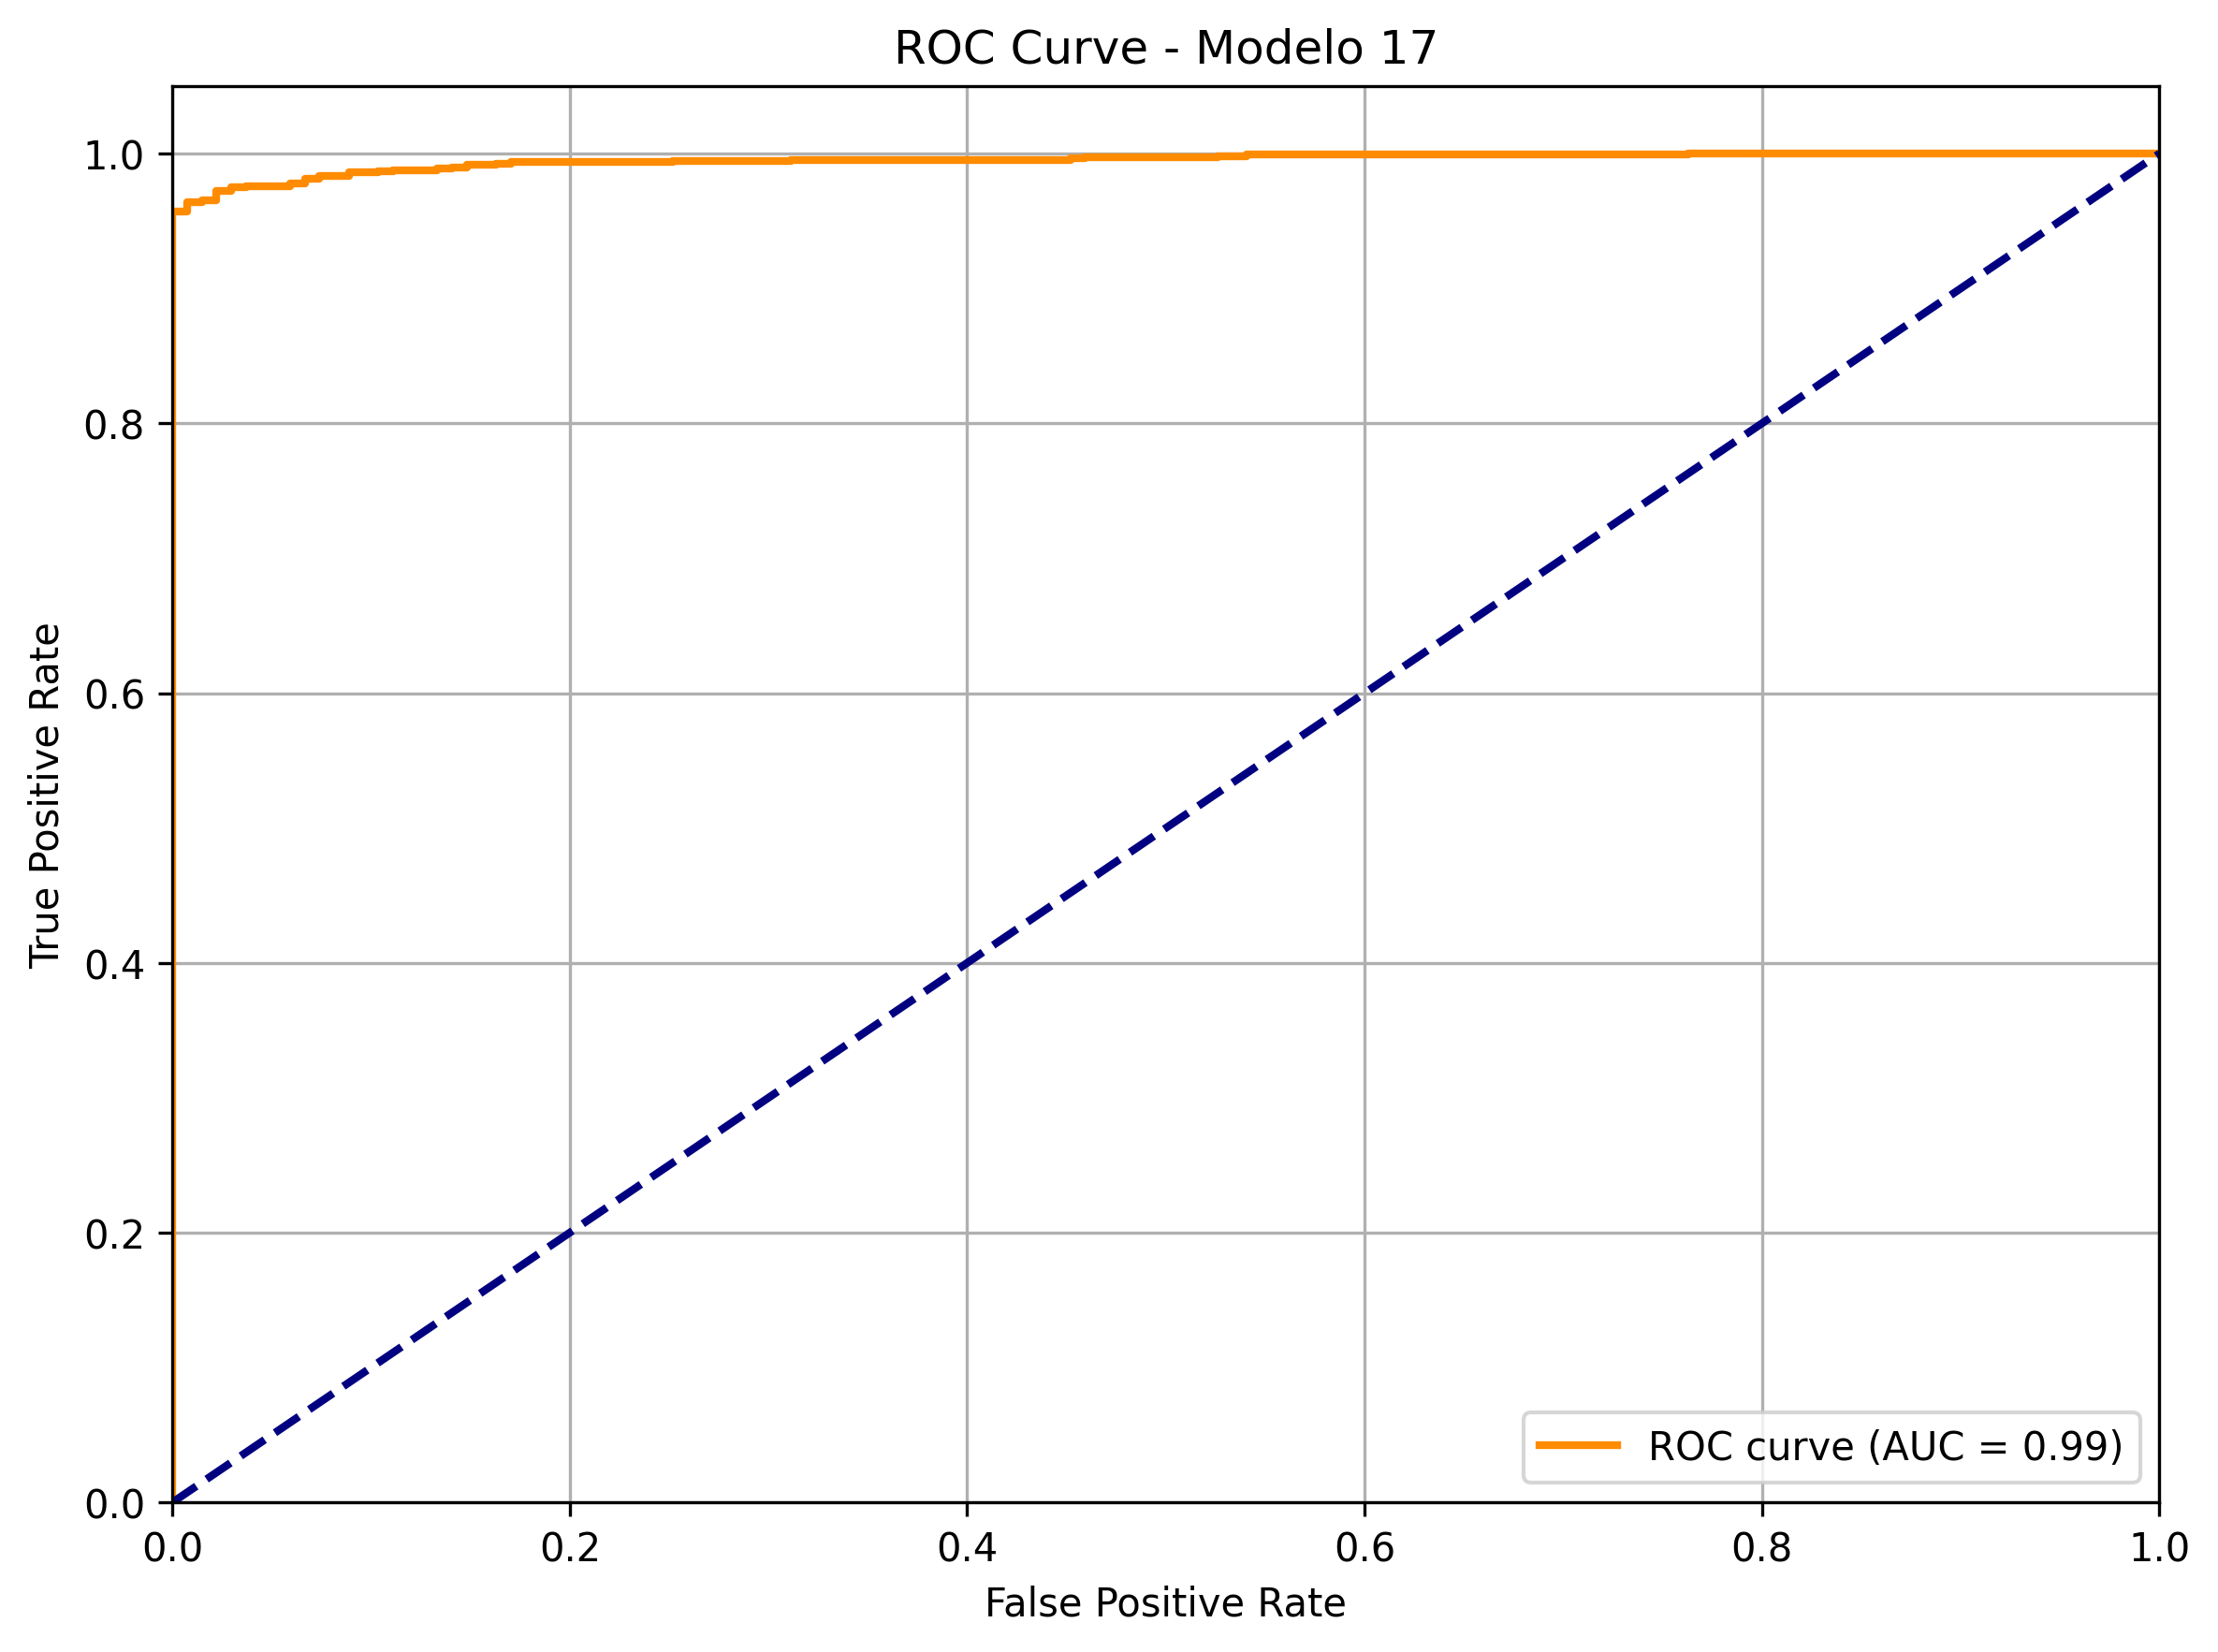 ROC Curve - Modelo 17
1.0
0.8
0.6
0.4
0.2
0.0
True Positive Rate
0.0 0.2 0.4 0.6 0.8 1.0
False Positive Rate
ROC curve (AUC = 0.99)